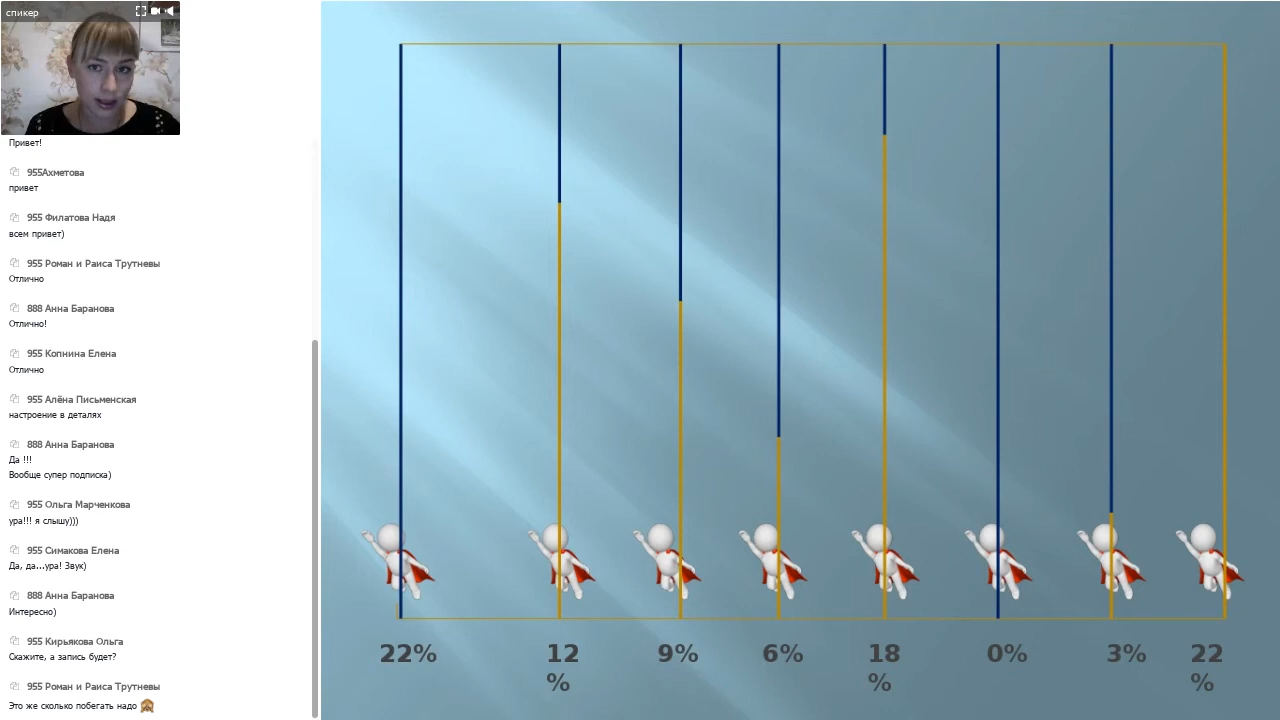 спикер
Привет!
955Ахметова
привет
955 Филатова Надя
всем привет)
955 Роман и Раиса Трутневы
Отлично
888 Анна Баранова
Отлично!
955 Копнина Елена
Отлично
955 Алёна Письменская
настроение в деталях
888 Анна Баранова
Да !!!
Вообще супер подписка)
955 Ольга Марченкова
ура!!! я слышу)))
955 Симакова Елена
Да, да...ура! Звук)
888 Анна Баранова
Интересно)
955 Кирьякова Ольга
Скажите, а запись будет?
955 Роман и Раиса Трутневы
Это же сколько побегать надо 🙈
22%
12
%
9%
6%
18
%
0%
3%
22
%